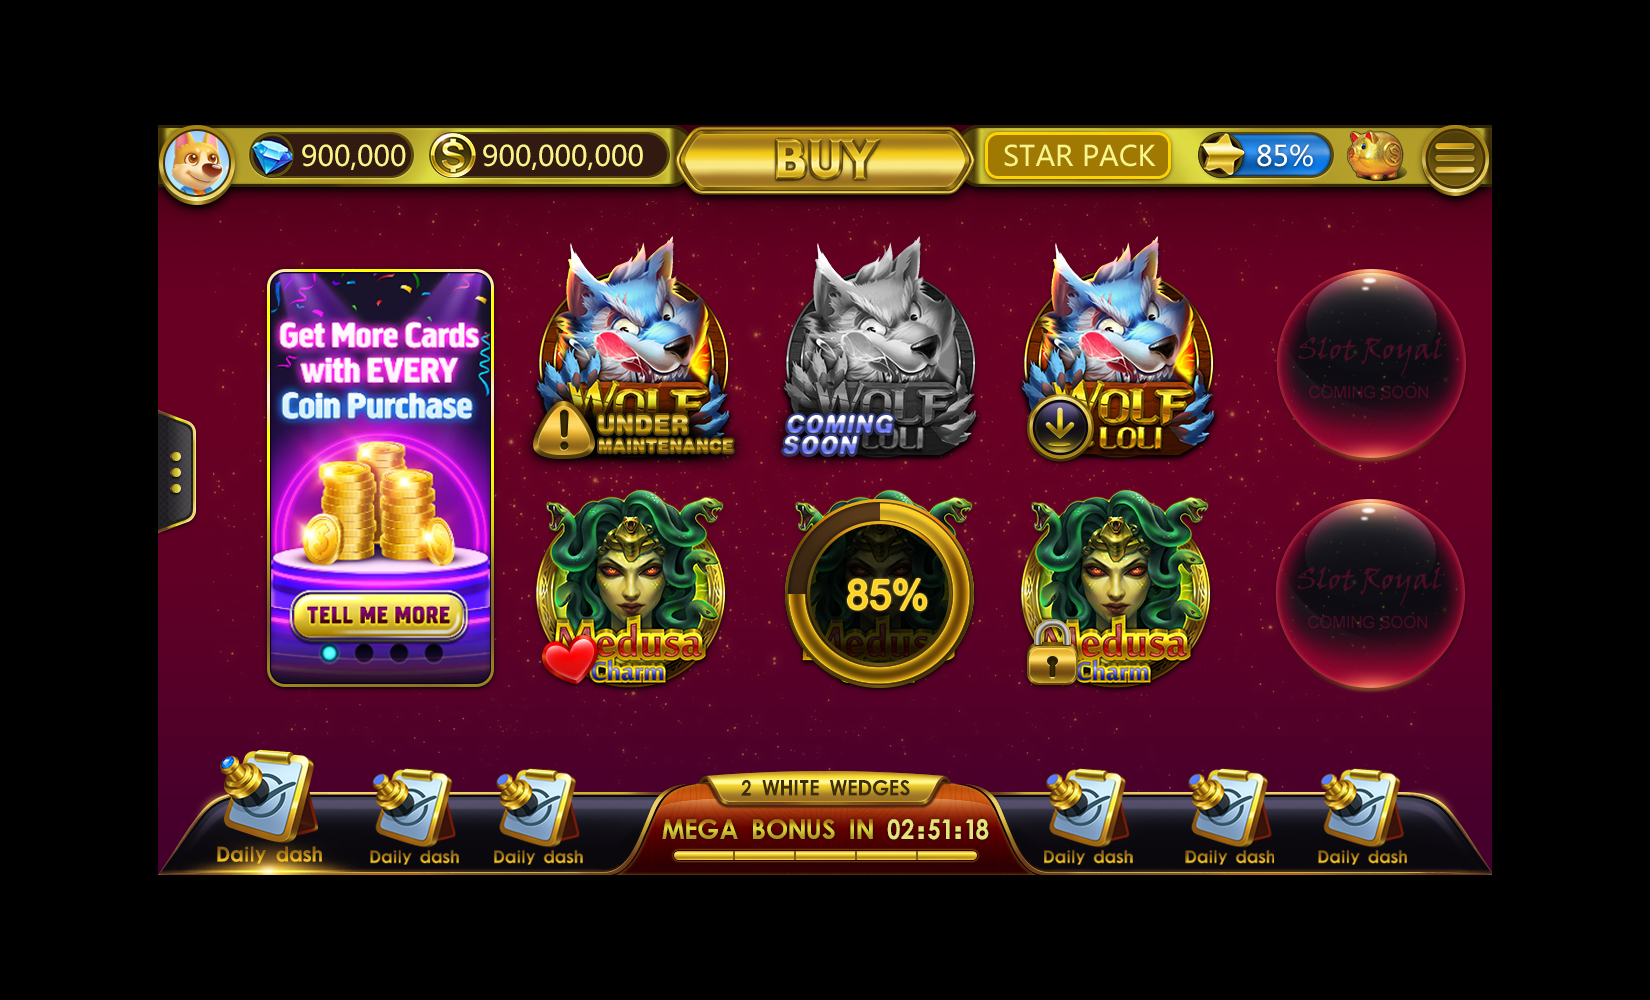 900,000
$ 900,000,000
BUY
STAR PACK
85%
Get More Cards
with EVERY
Coin Purchase
TELL ME MORE
WOLF
UNDER
MAINTENANCE
WOLF
LOLI
COMING
SOON
WOLF
LOLI
Slot Royal
COMING SOON
Medusa
Charm
85%
Medusa
Medusa
Charm
Slot Royal
COMING SOON
Daily dash
Daily dash
Daily dash
2 WHITE WEDGES
MEGA BONUS IN 02:51:18
Daily dash
Daily dash
Daily dash